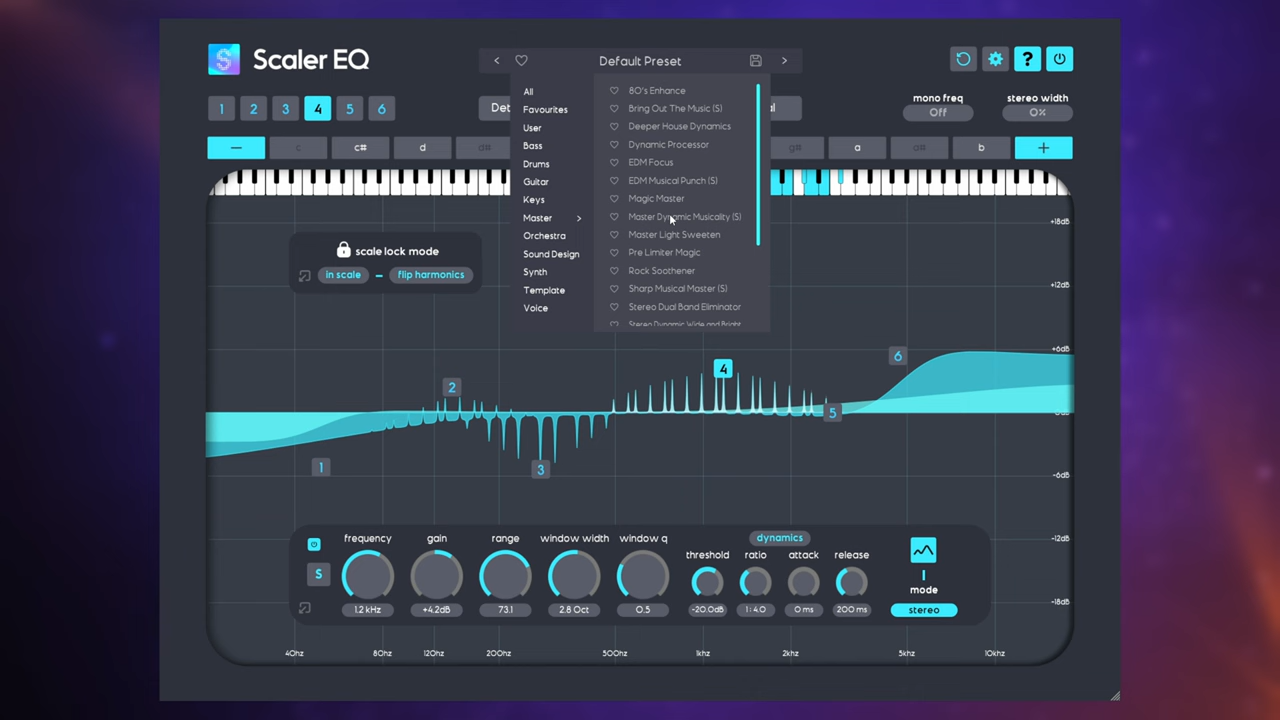 S Scaler EQ
Default Preset
?
1 2 3 4 5 6
Det
al
mono freq
Off
stereo width
0%
− c c# d d# g# a a# b +
All
Favourites
User
Bass
Drums
Guitar
Keys
Master >
Orchestra
Sound Design
Synth
Template
Voice
80's Enhance
Bring Out The Music (S)
Deeper House Dynamics
Dynamic Processor
EDM Focus
EDM Musical Punch (S)
Magic Master
Master Dynamic Musicality (S)
Master Light Sweeten
Pre Limiter Magic
Rock Soothener
Sharp Musical Master (S)
Stereo Dual Band Eliminator
Stereo Dynamic Wide and Bright
scale lock mode
in scale – flip harmonics
+18dB
+12dB
+6dB
-6dB
-12dB
-18dB
1
2
3
4
5
6
S
frequency
1.2 kHz
gain
+4.2dB
range
73.1
window width
2.8 Oct
window q
0.5
dynamics
threshold
-20.0dB
ratio
1 : 4.0
attack
0 ms
release
200 ms
mode
stereo
40hz 80hz 120hz 200hz 500hz 1khz 2khz 5khz 10khz